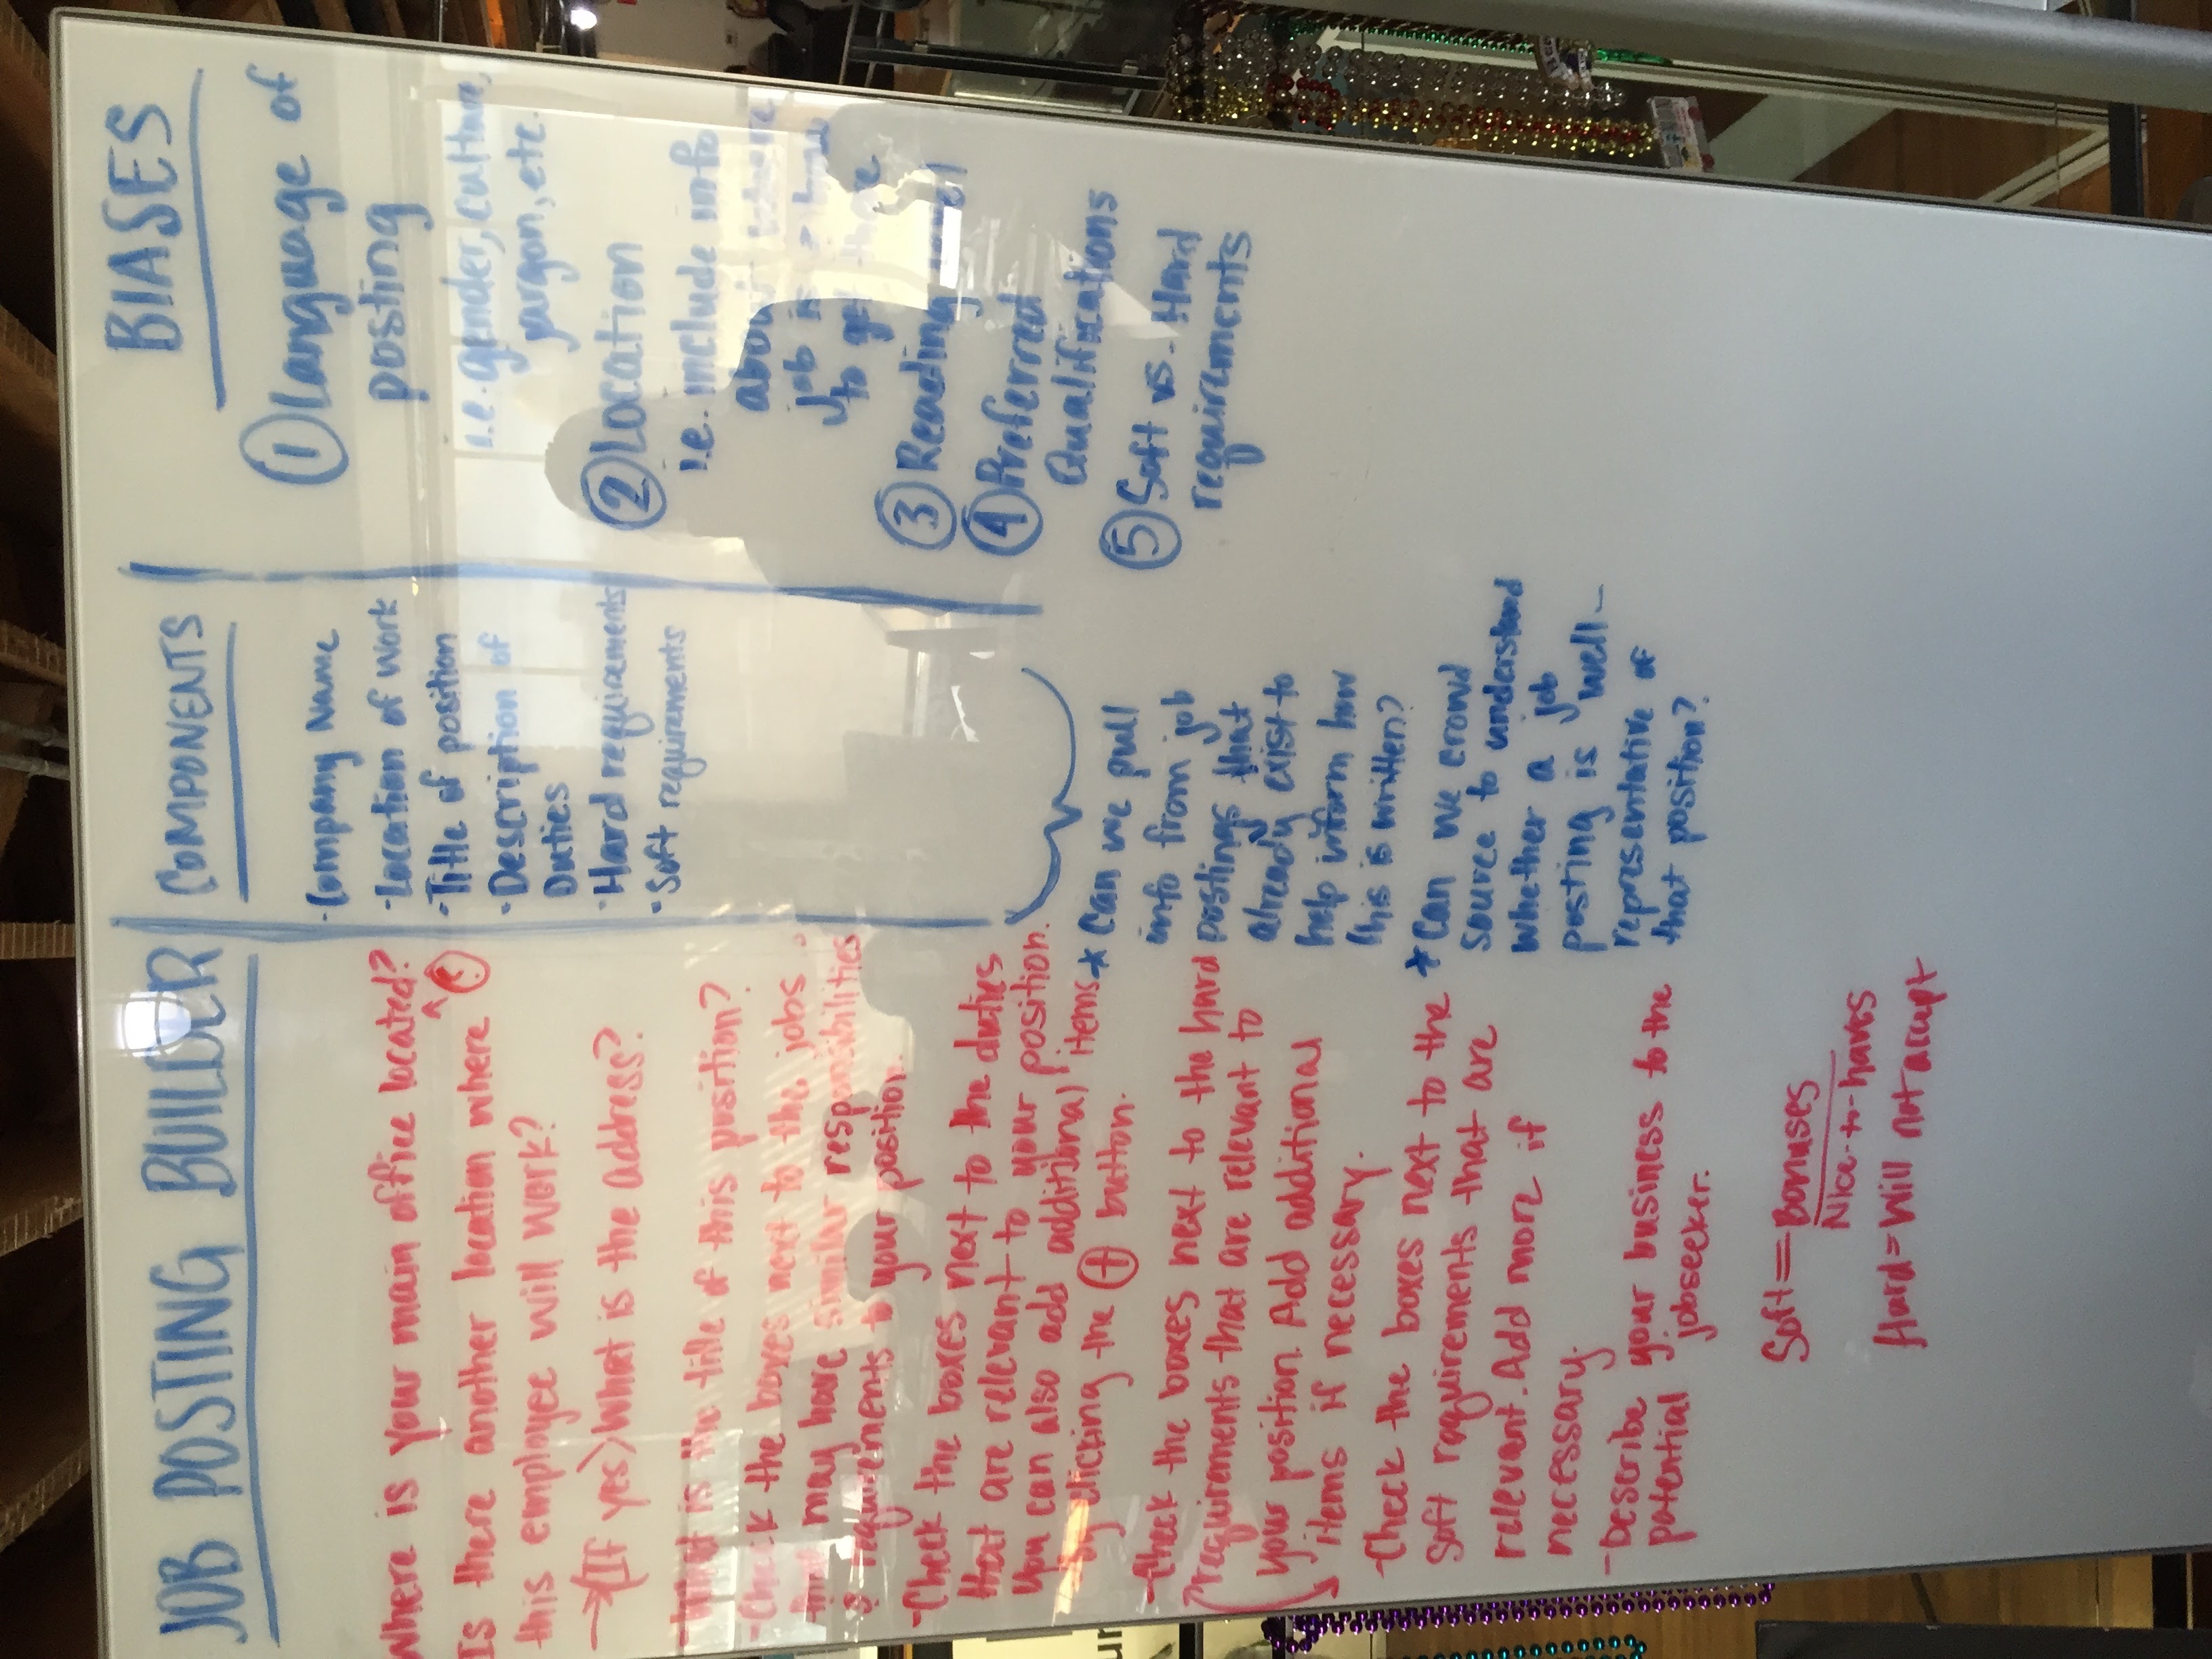 JOB POSTING BUILDER
Where is your main office located?
Is there another location where
this employee will work?
→(If yes) What is the address?
-What is the title of this position?
-Check the boxes next to the jobs
that may have similar responsibilities
& requirements to your position.
-Check the boxes next to the duties
that are relevant to your position.
You can also add additional items
by clicking the + button.
-Check the boxes next to the hard
requirements that are relevant to
your position. Add additional
items if necessary.
-Check the boxes next to the
soft requirements that are
relevant. Add more if
necessary.
-Describe your business to the
potential jobseeker.
Soft=Bonuses
Nice-to-haves
Hard=Will not accept
COMPONENTS
·Company Name
·Location of work
·Title of position
·Description of
Duties
·Hard requirements
·Soft requirements
* Can we pull
info from job
postings that
already exist to
help inform how
this is written?
* Can we crowd
source to understand
whether a job
posting is well-
representative of
that position?
BIASES
① Language of
posting
i.e. gender, culture,
jargon, etc.
② Location
i.e. include info
about where
job is & how
to get there
③ Reading level
④ Preferred
Qualifications
⑤ Soft vs. Hard
requirements